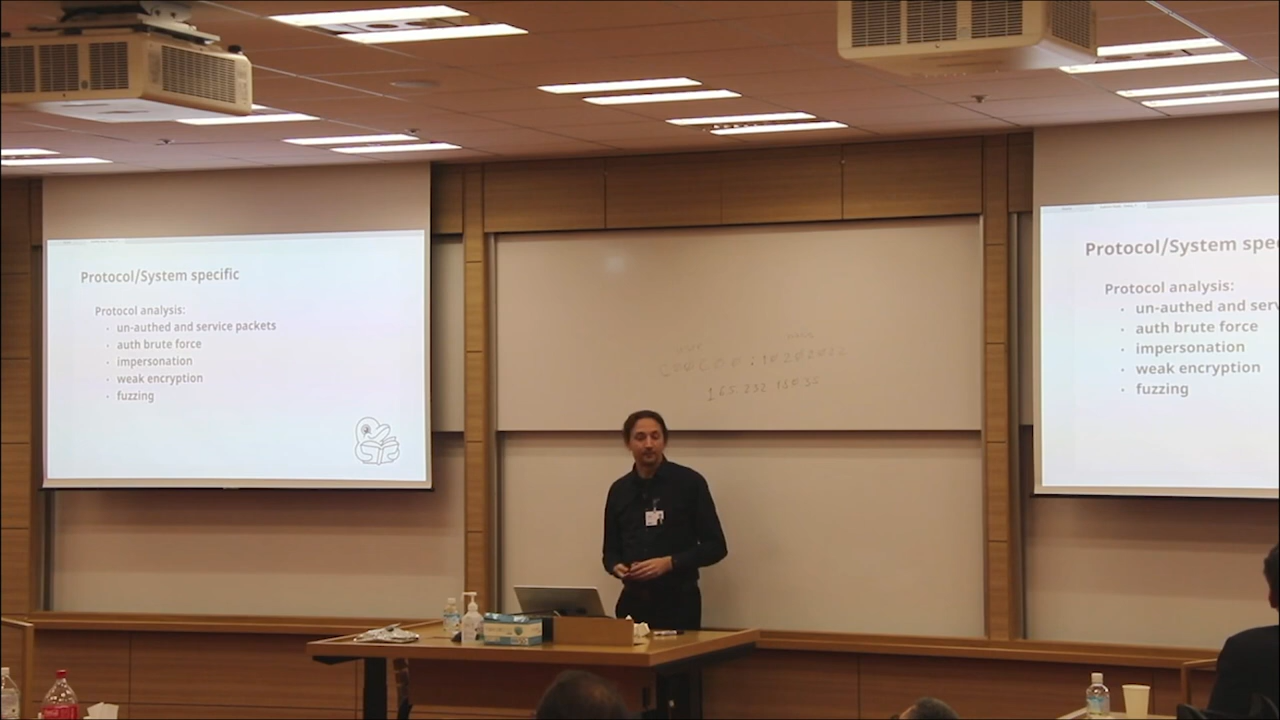 Protocol/System specific
Protocol analysis:
· un-authed and service packets
· auth brute force
· impersonation
· weak encryption
· fuzzing
Protocol/System spe
Protocol analysis:
· un-authed and serv
· auth brute force
· impersonation
· weak encryption
· fuzzing